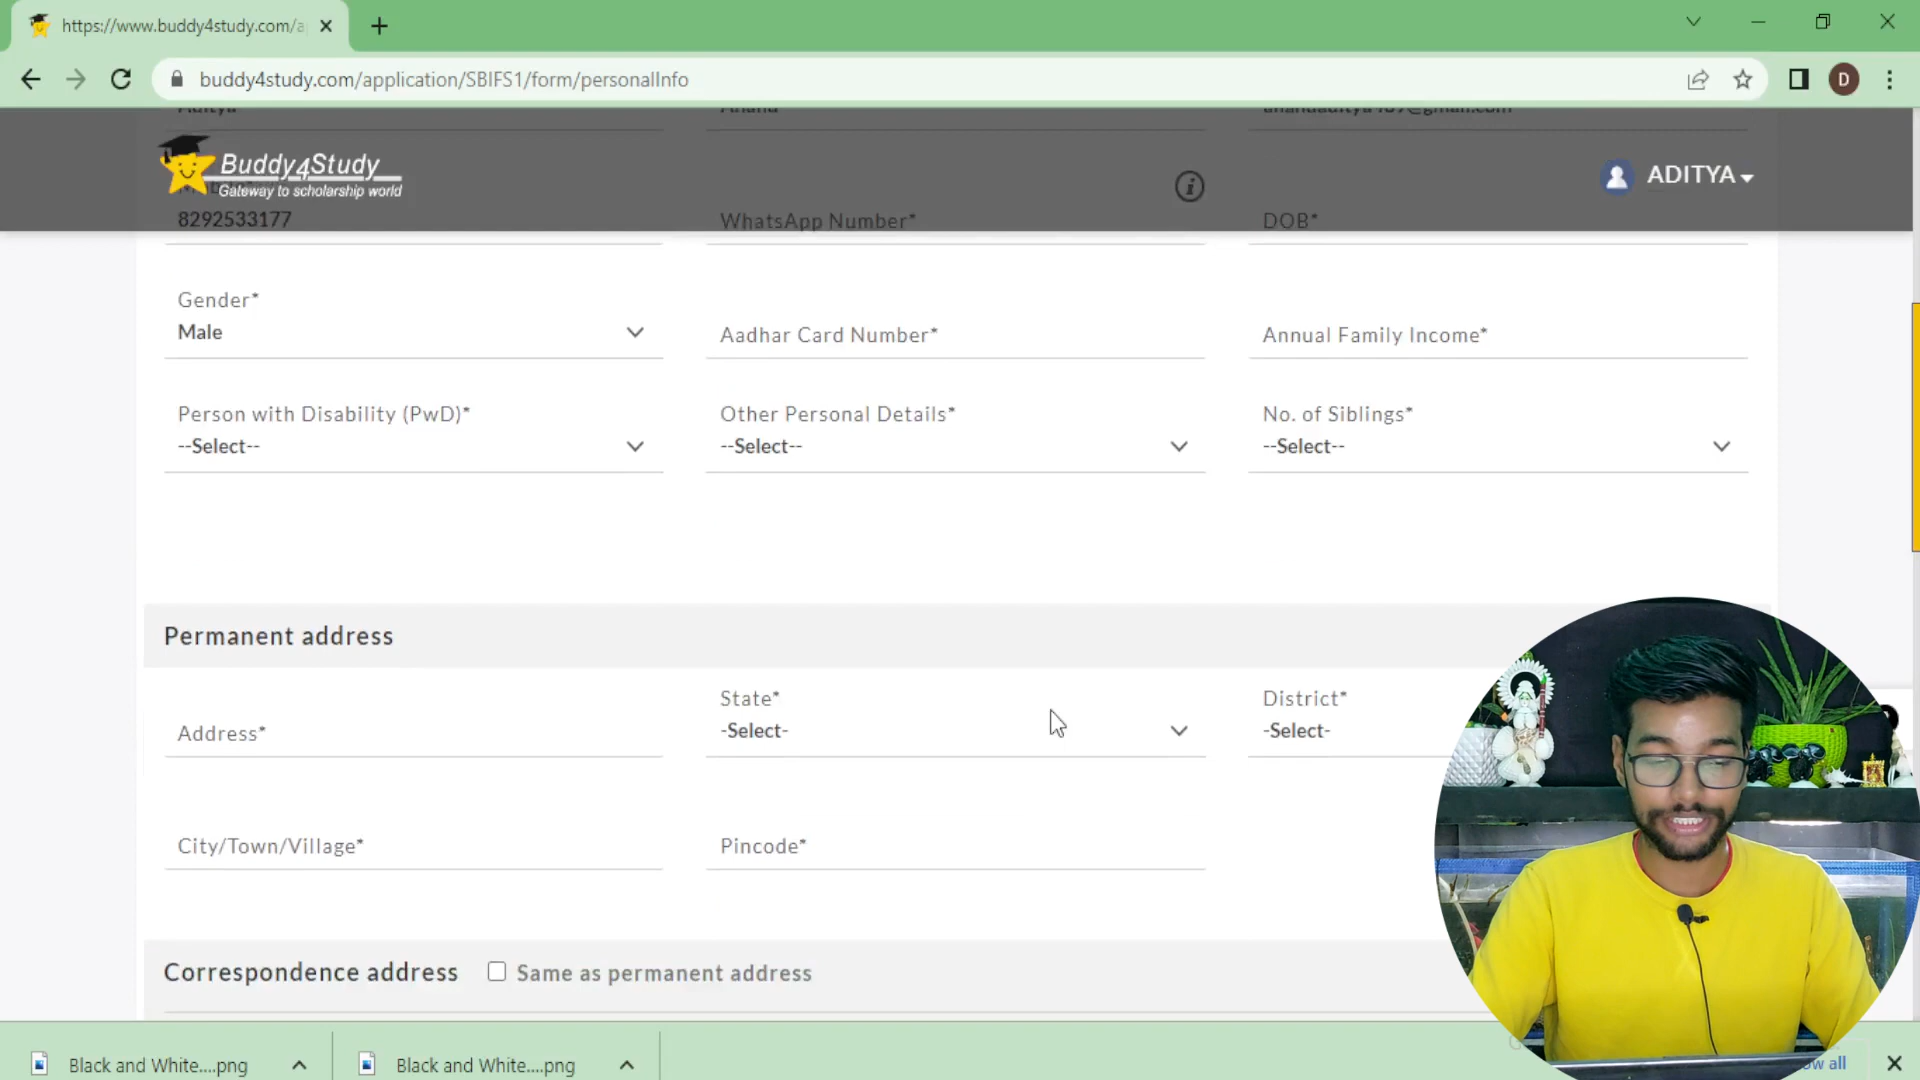 https://www.buddy4study.com/a
buddy4study.com/application/SBIFS1/form/personalInfo
D
Buddy4Study
Gateway to scholarship world
ADITYA
8292533177
WhatsApp Number*
DOB*
Gender*
Male
Aadhar Card Number*
Annual Family Income*
Person with Disability (PwD)*
--Select--
Other Personal Details*
--Select--
No. of Siblings*
--Select--
Permanent address
Address*
State*
-Select-
District*
-Select-
City/Town/Village*
Pincode*
Correspondence address
Same as permanent address
Black and White....png
Black and White....png
all